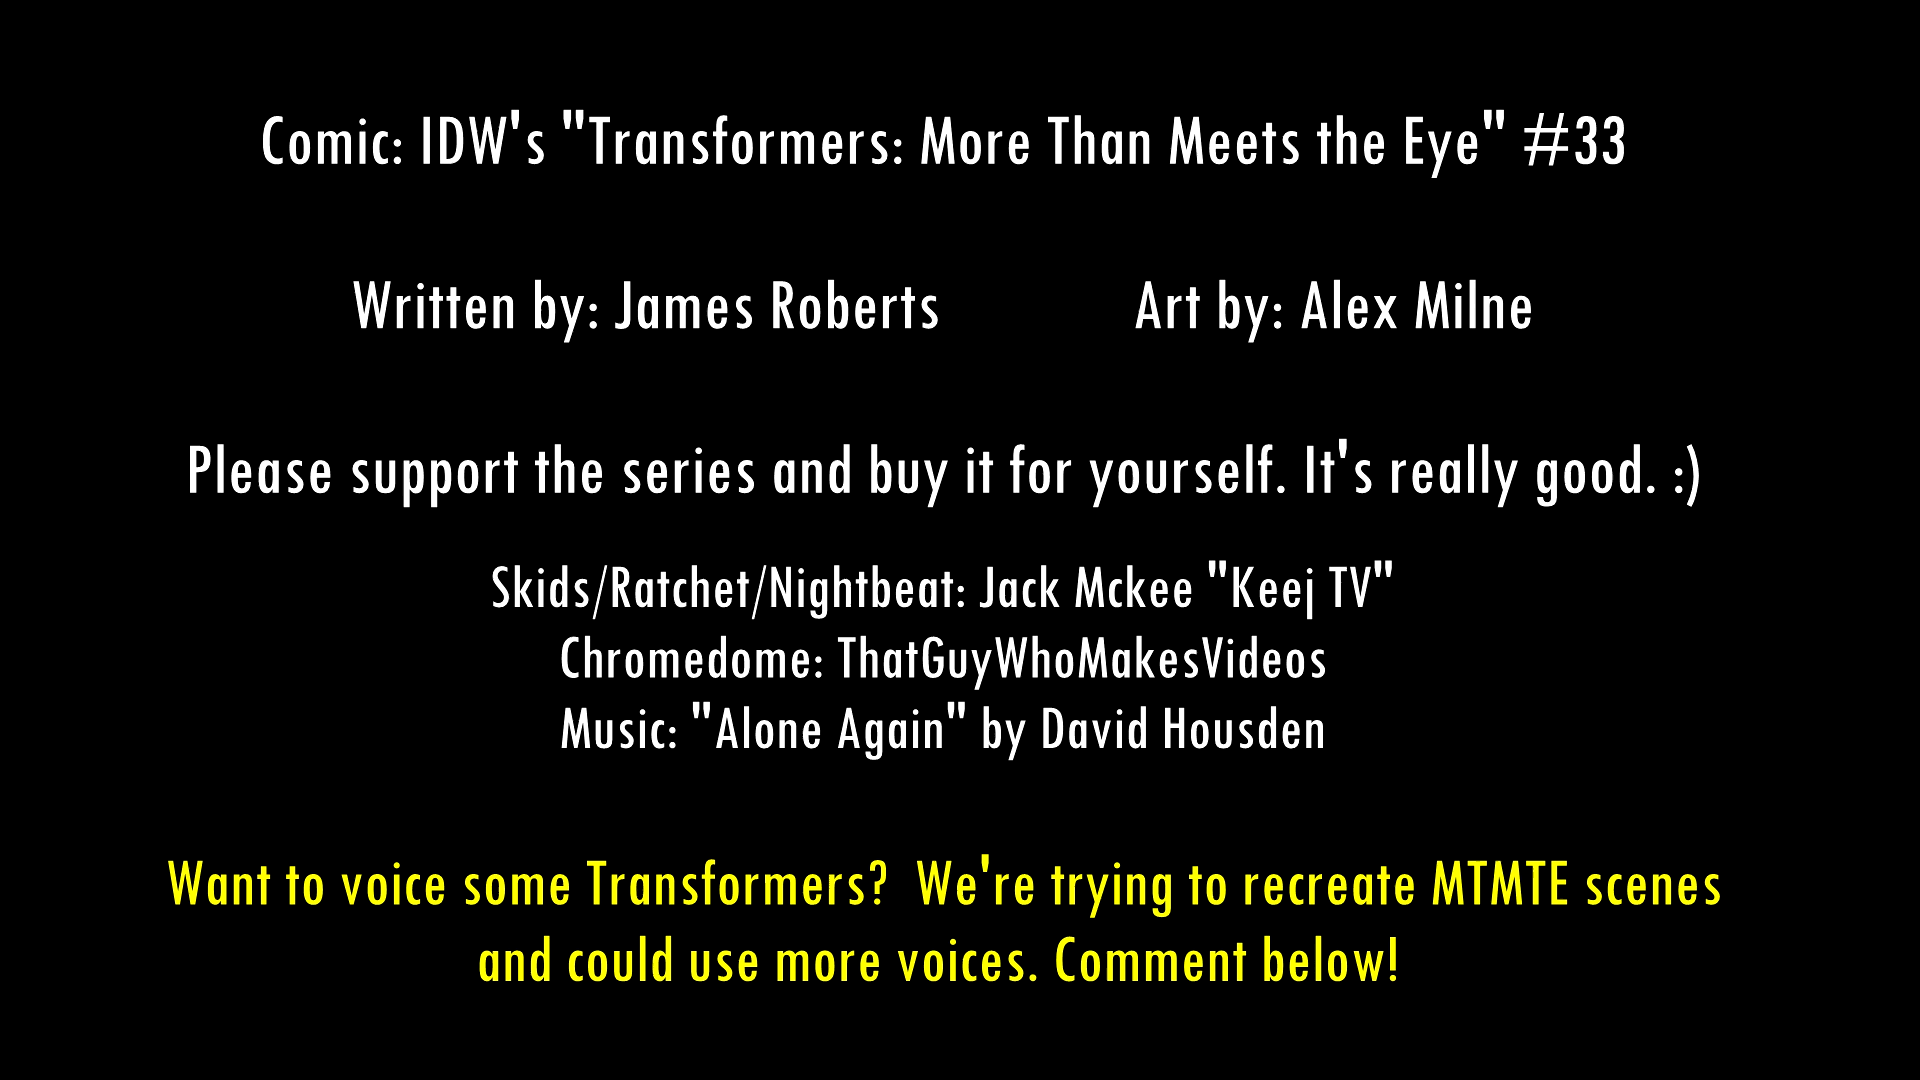 Comic: IDW's "Transformers: More Than Meets the Eye" #33
Written by: James Roberts Art by: Alex Milne
Please support the series and buy it for yourself. It's really good. :)
Skids/Ratchet/Nightbeat: Jack Mckee "Keej TV"
Chromedome: ThatGuyWhoMakesVideos
Music: "Alone Again" by David Housden
Want to voice some Transformers?  We're trying to recreate MTMTE scenes
and could use more voices. Comment below!